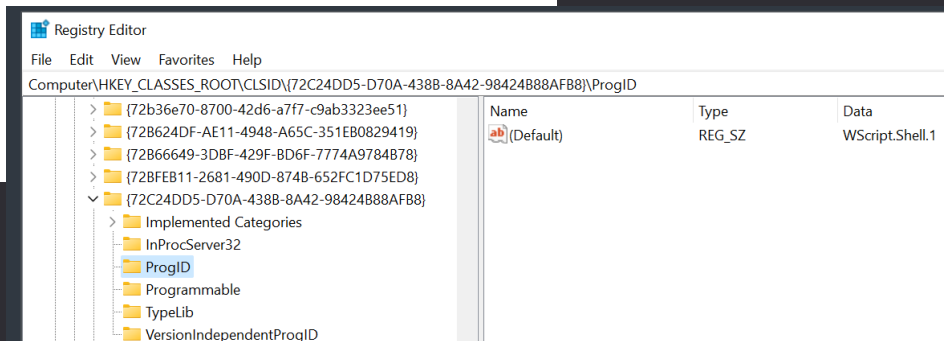 Registry Editor
File Edit View Favorites Help
Computer\HKEY_CLASSES_ROOT\CLSID\{72C24DD5-D70A-438B-8A42-98424B88AFB8}\ProgID
{72b36e70-8700-42d6-a7f7-c9ab3323ee51}
{72B624DF-AE11-4948-A65C-351EB0829419}
{72B66649-3DBF-429F-BD6F-7774A9784B78}
{72BFEB11-2681-490D-874B-652FC1D75ED8}
{72C24DD5-D70A-438B-8A42-98424B88AFB8}
Implemented Categories
InProcServer32
ProgID
Programmable
TypeLib
VersionIndependentProgID
Name Type Data
ab (Default) REG_SZ WScript.Shell.1